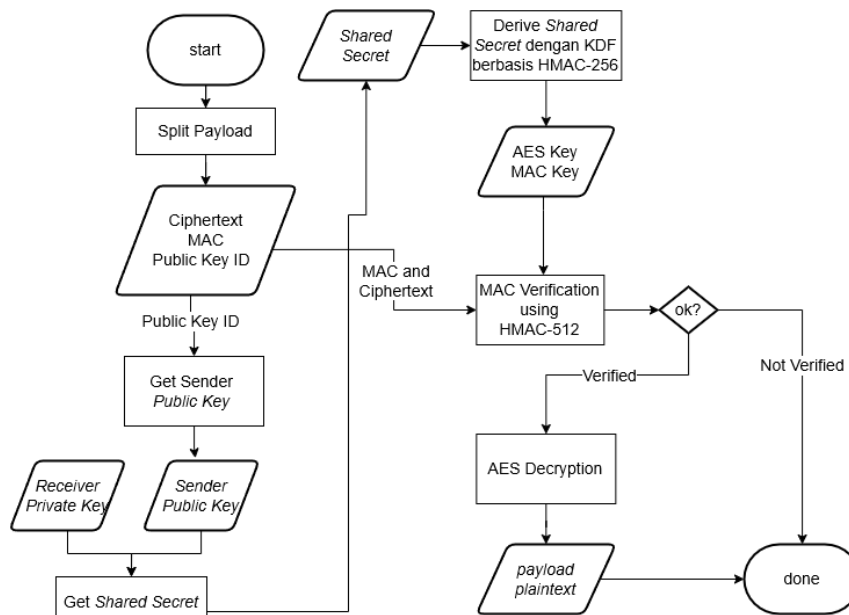 start
Split Payload
Ciphertext
MAC
Public Key ID
Public Key ID
Get Sender
Public Key
Receiver
Private Key
Sender
Public Key
Get Shared Secret
Shared
Secret
Derive Shared
Secret dengan KDF
berbasis HMAC-256
AES Key
MAC Key
MAC and
Ciphertext
MAC Verification
using
HMAC-512
ok?
Verified
Not Verified
AES Decryption
payload
plaintext
done